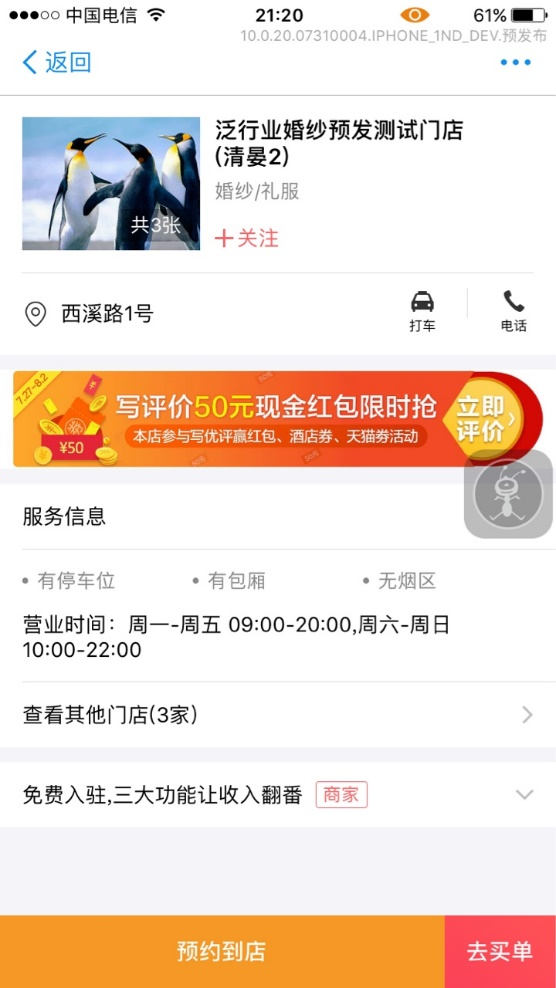 中国电信 21:20 61%
10.0.20.07310004.IPHONE_1ND_DEV.预发布
返回
泛行业婚纱预发测试门店
(清晏2)
婚纱/礼服
共3张
+关注
西溪路1号
打车
电话
7.27-8.2
写评价50元现金红包限时抢
本店参与写优评赢红包、酒店券、天猫劵活动
¥50
立即
评价
服务信息
• 有停车位 • 有包厢 • 无烟区
营业时间：周一-周五 09:00-20:00,周六-周日
10:00-22:00
查看其他门店(3家)
免费入驻,三大功能让收入翻番 商家
预约到店
去买单